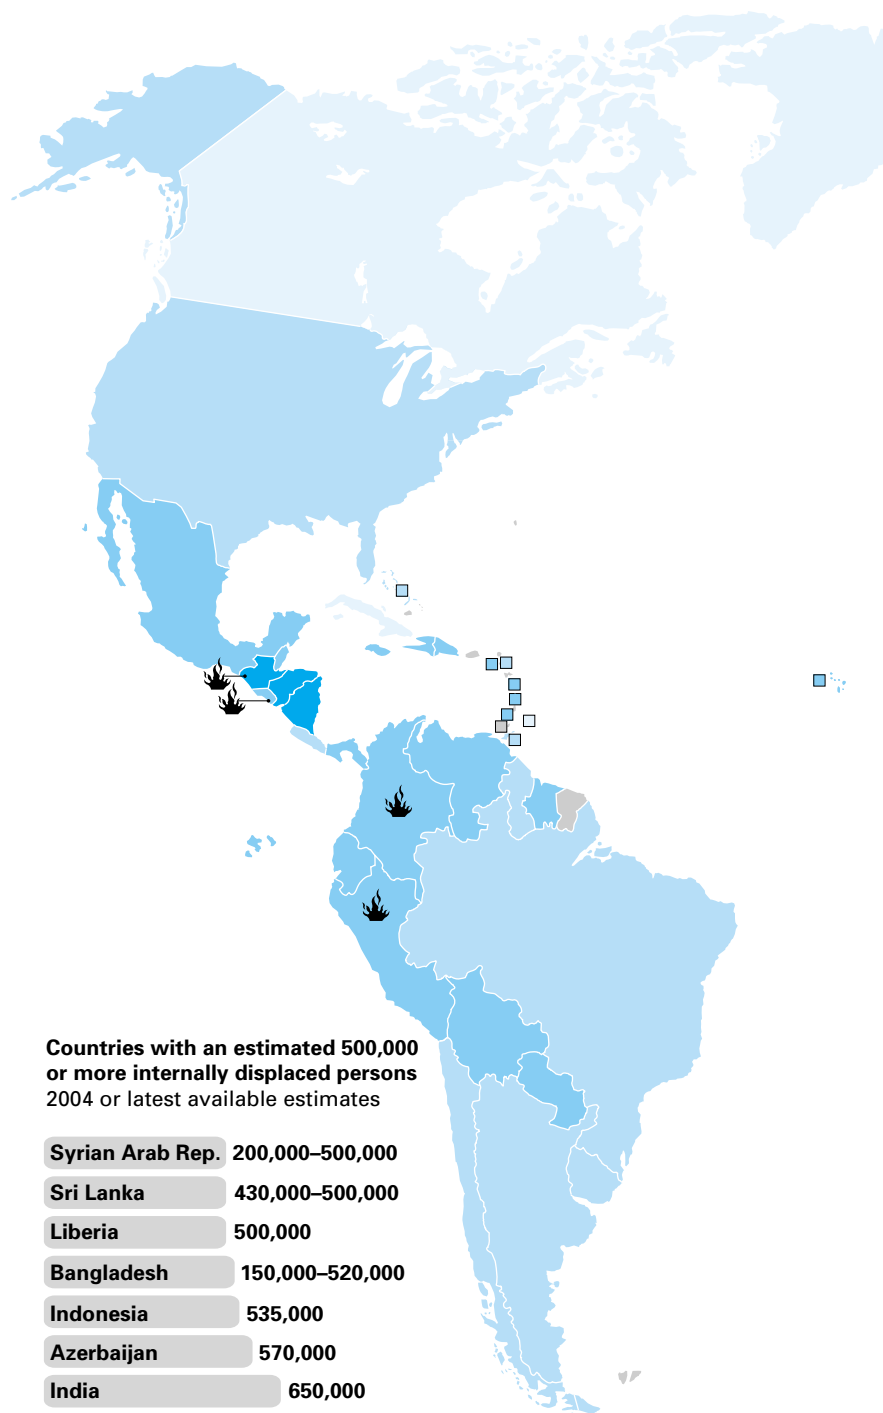 Countries with an estimated 500,000
or more internally displaced persons
2004 or latest available estimates
Syrian Arab Rep. 200,000–500,000
Sri Lanka 430,000–500,000
Liberia 500,000
Bangladesh 150,000–520,000
Indonesia 535,000
Azerbaijan 570,000
India 650,000